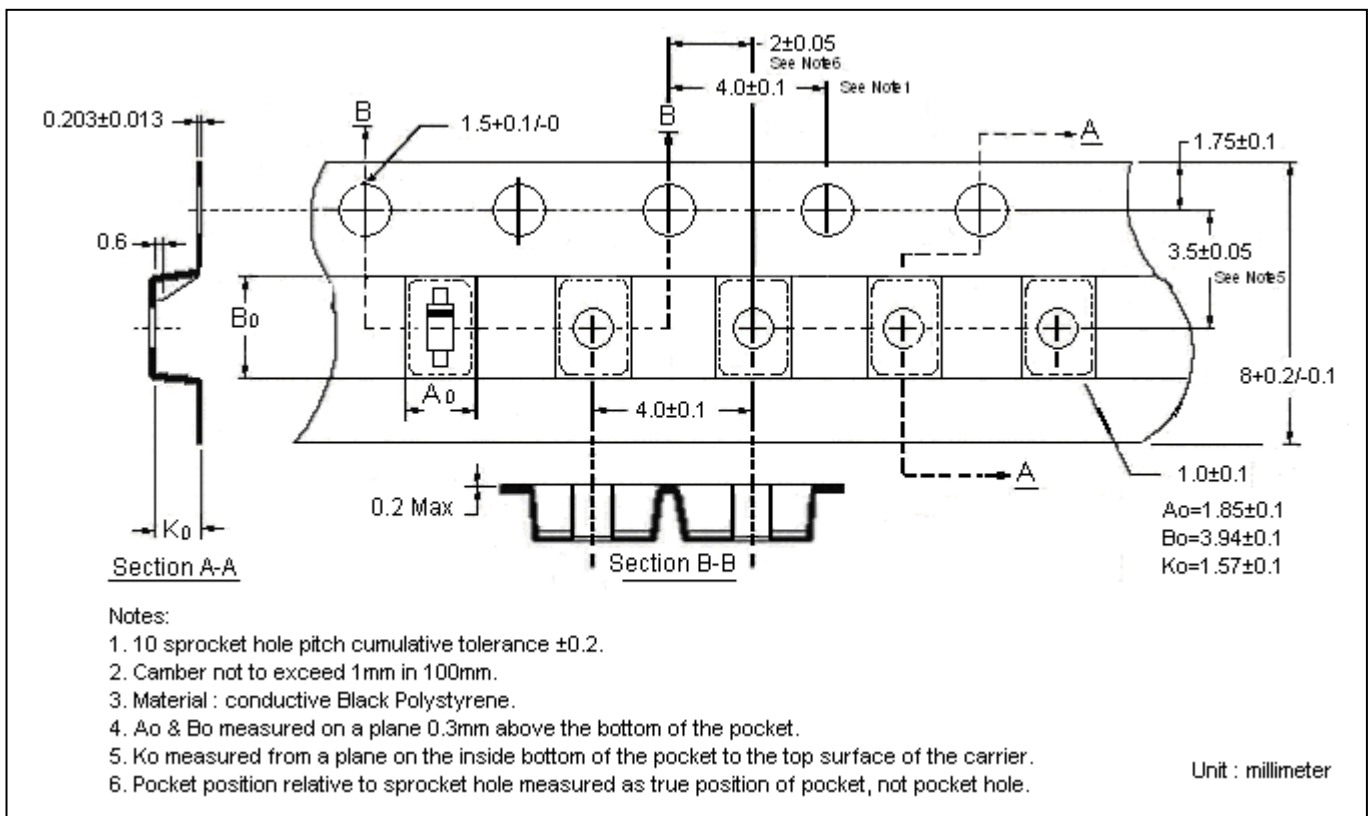 2±0.05
See Note6
4.0±0.1
See Note1
0.203±0.013
B
1.5+0.1/-0
B
A
1.75±0.1
0.6
3.5±0.05
See Note5
B0
8+0.2/-0.1
A0
4.0±0.1
A
1.0±0.1
0.2 Max
K0
Ao=1.85±0.1
Bo=3.94±0.1
Ko=1.57±0.1
Section A-A
Section B-B
Notes:
1. 10 sprocket hole pitch cumulative tolerance ±0.2.
2. Camber not to exceed 1mm in 100mm.
3. Material : conductive Black Polystyrene.
4. Ao & Bo measured on a plane 0.3mm above the bottom of the pocket.
5. Ko measured from a plane on the inside bottom of the pocket to the top surface of the carrier.
6. Pocket position relative to sprocket hole measured as true position of pocket, not pocket hole.
Unit : millimeter